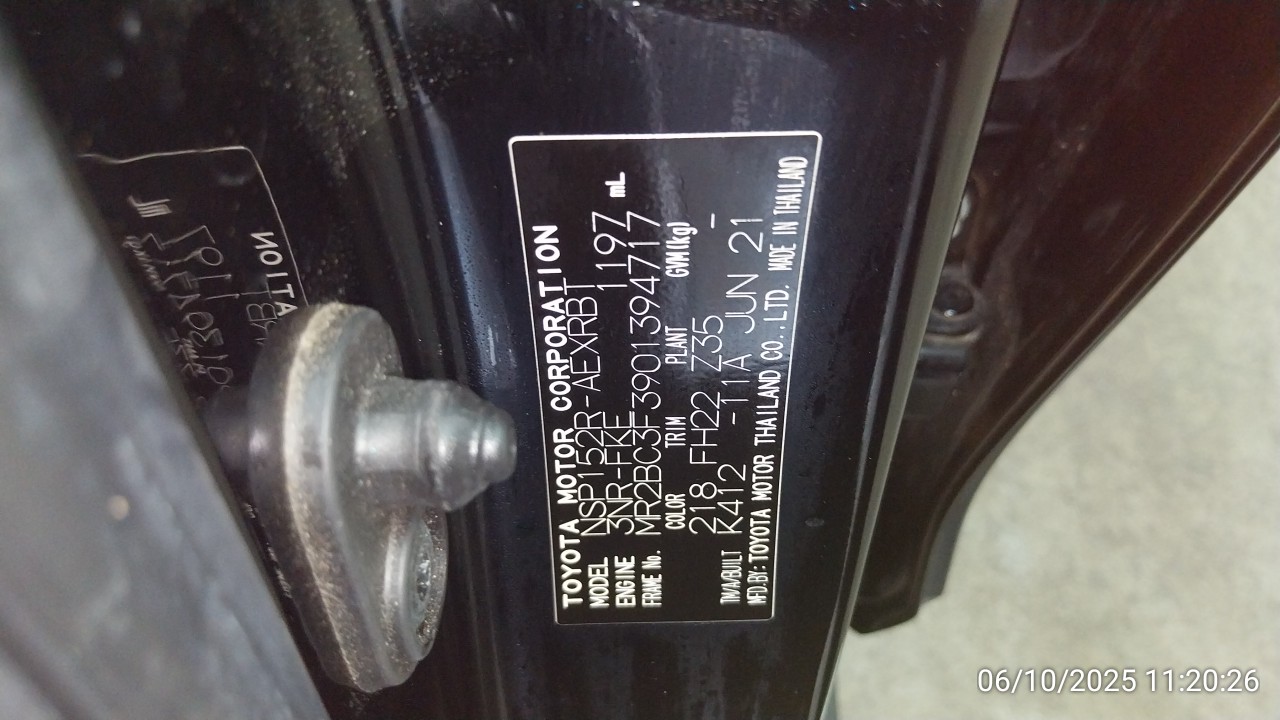 TOYOTA MOTOR CORPORATION
MODEL NSP152R-AEXRBT
ENGINE 3NR-FKE 1197 mL
FRAME No. MR2BC3F3901394717
COLOR TRIM PLANT GVM(kg)
218 FH22 Z35 -
T/M/A/BUILT K412 -11A JUN 21
MFD.BY:TOYOTA MOTOR THAILAND CO.,LTD. MADE IN THAILAND
06/10/2025 11:20:26